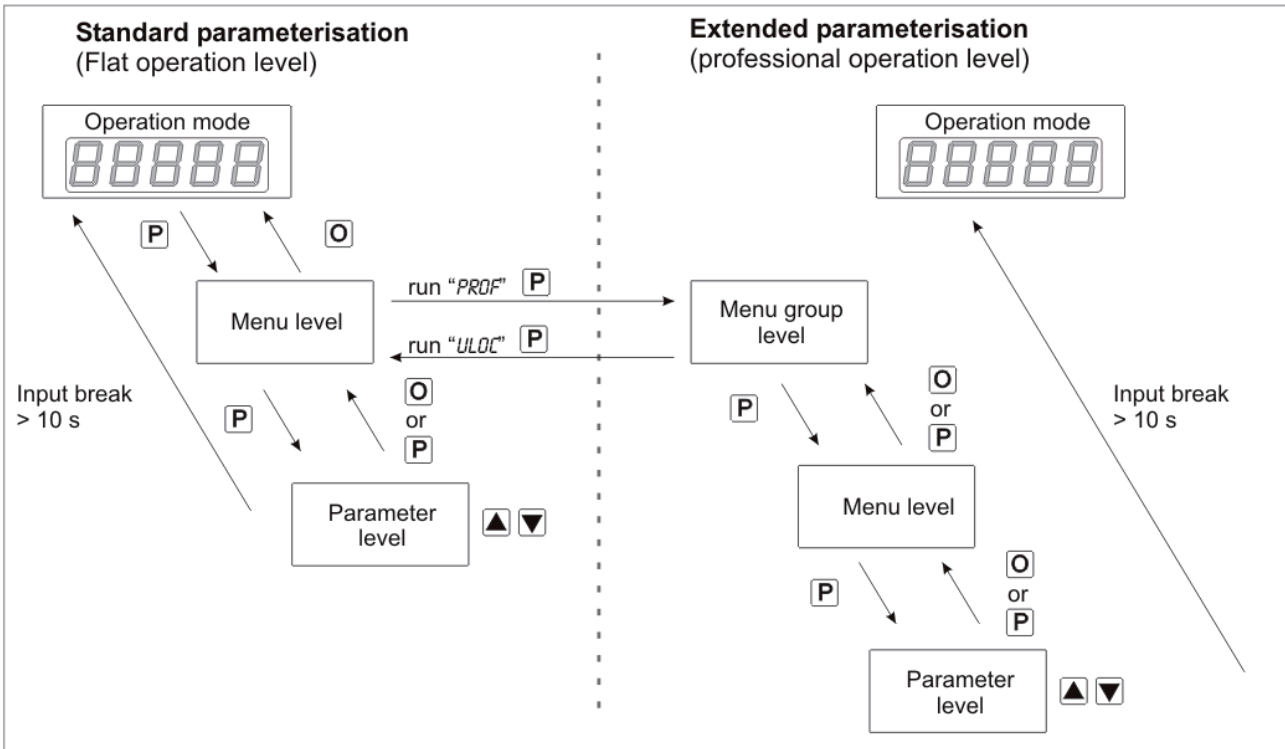 Standard parameterisation
(Flat operation level)
Operation mode
88888
P
O
Menu level
run “PROF” P
run “ULOC” P
Input break
> 10 s
P
O
or
P
Parameter
level
▲ ▼
Extended parameterisation
(professional operation level)
Operation mode
88888
Menu group
level
P
O
or
P
Input break
> 10 s
Menu level
P
O
or
P
Parameter
level
▲ ▼